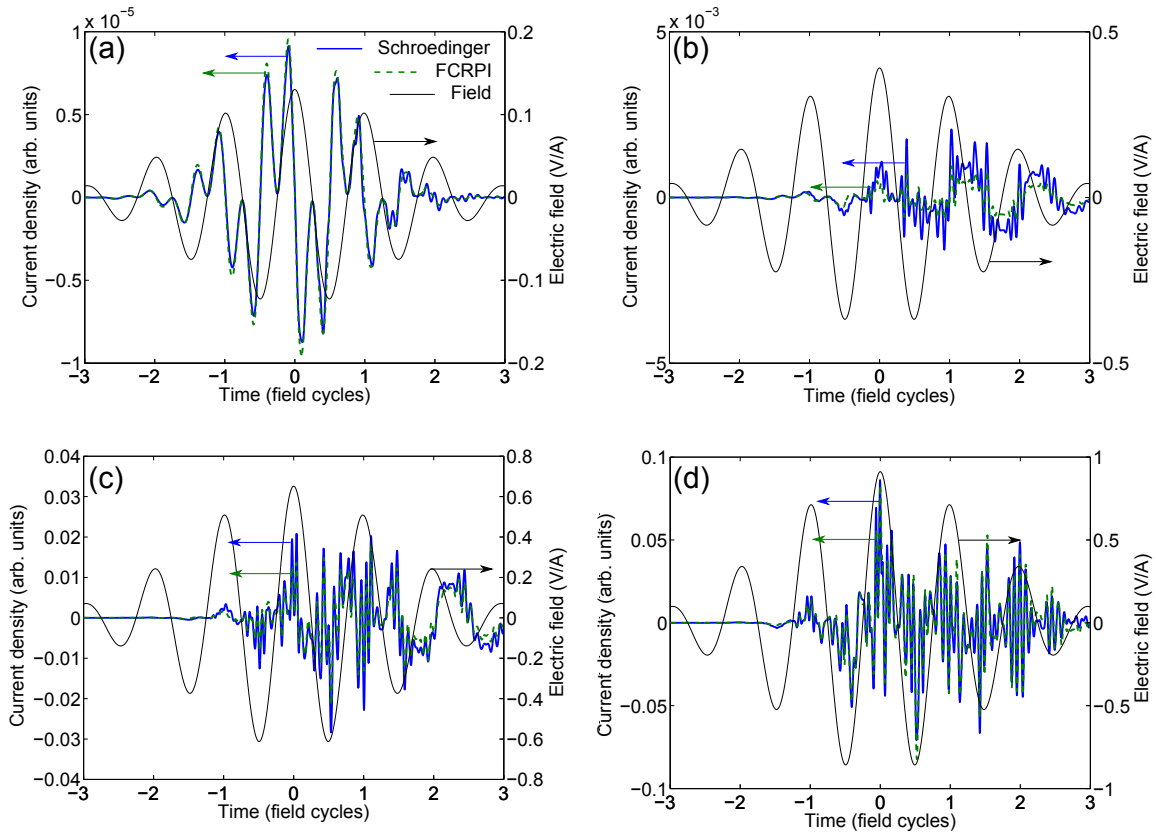 x 10⁻⁵
(a)
Schroedinger
FCRPI
Field
1
0.5
0
−0.5
−1
0.2
0.1
0
−0.1
−0.2
Current density (arb. units)
Electric field (V/A)
−3 −2 −1 0 1 2 3
Time (field cycles)
x 10⁻³
(b)
5
0
−5
0.5
0
−0.5
Current density (arb. units)
Electric field (V/A)
−3 −2 −1 0 1 2 3
Time (field cycles)
(c)
0.04
0.03
0.02
0.01
0
−0.01
−0.02
−0.03
−0.04
0.8
0.6
0.4
0.2
0
−0.2
−0.4
−0.6
−0.8
Current density (arb. units)
Electric field (V/A)
−3 −2 −1 0 1 2 3
Time (field cycles)
(d)
0.1
0.05
0
−0.05
−0.1
1
0.5
0
−0.5
−1
Current density (arb. units)
Electric field (V/A)
−3 −2 −1 0 1 2 3
Time (field cycles)